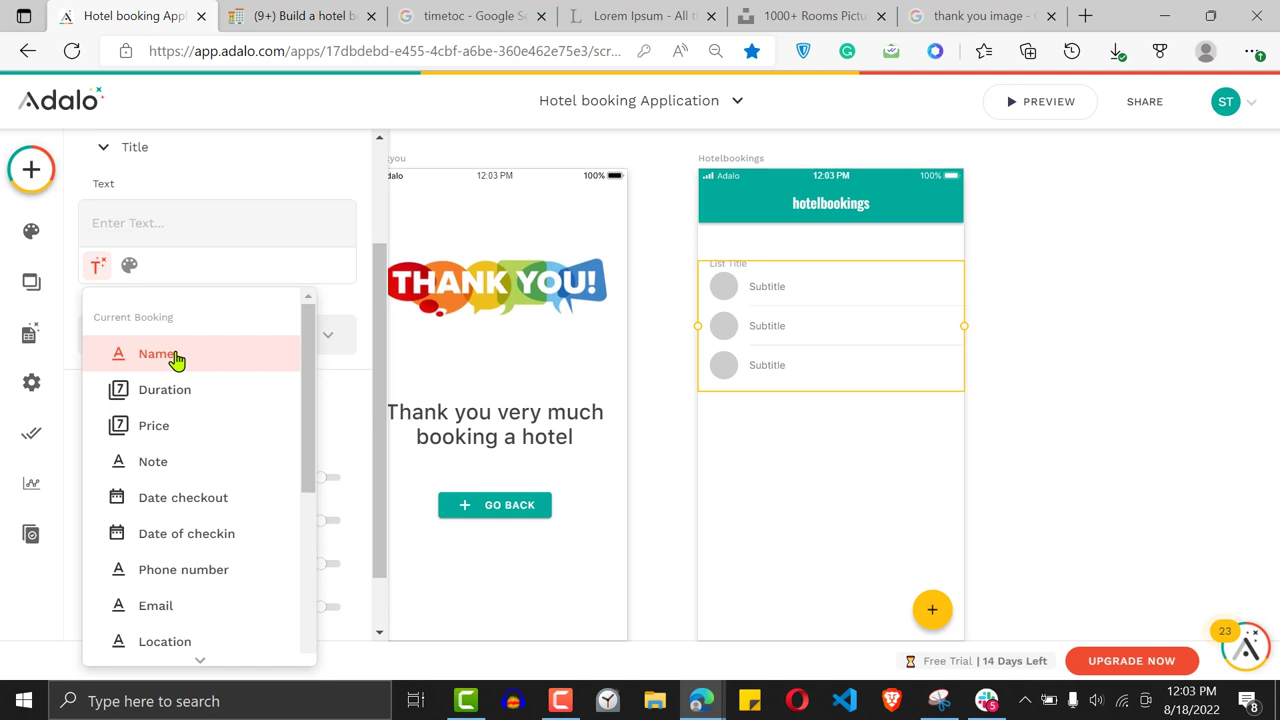 Hotel booking Application
(9+) Build a hotel b
timetoc - Google Se
Lorem Ipsum - All t
1000+ Rooms Pictu
thank you image - G
https://app.adalo.com/apps/17dbdebd-e455-4cbf-a6be-360e462e75e3/scr...
Adalo
Hotel booking Application
PREVIEW
SHARE
ST
Title
Text
Enter Text...
Current Booking
Name
Duration
Price
Note
Date checkout
Date of checkin
Phone number
Email
Location
kyou
dalo 12:03 PM 100%
THANK YOU!
Thank you very much
booking a hotel
+ GO BACK
Hotelbookings
Adalo 12:03 PM 100%
hotelbookings
List Title
Subtitle
Subtitle
Subtitle
+
23
Free Trial | 14 Days Left
UPGRADE NOW
Type here to search
5
12:03 PM
8/18/2022
8